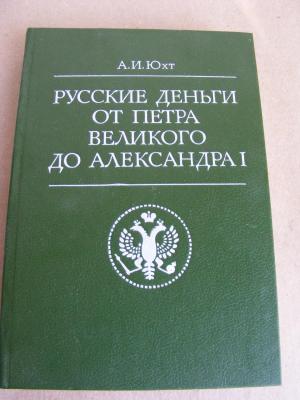 А.И.Юхт
РУССКИЕ ДЕНЬГИ
ОТ ПЕТРА
ВЕЛИКОГО
ДО АЛЕКСАНДРА I